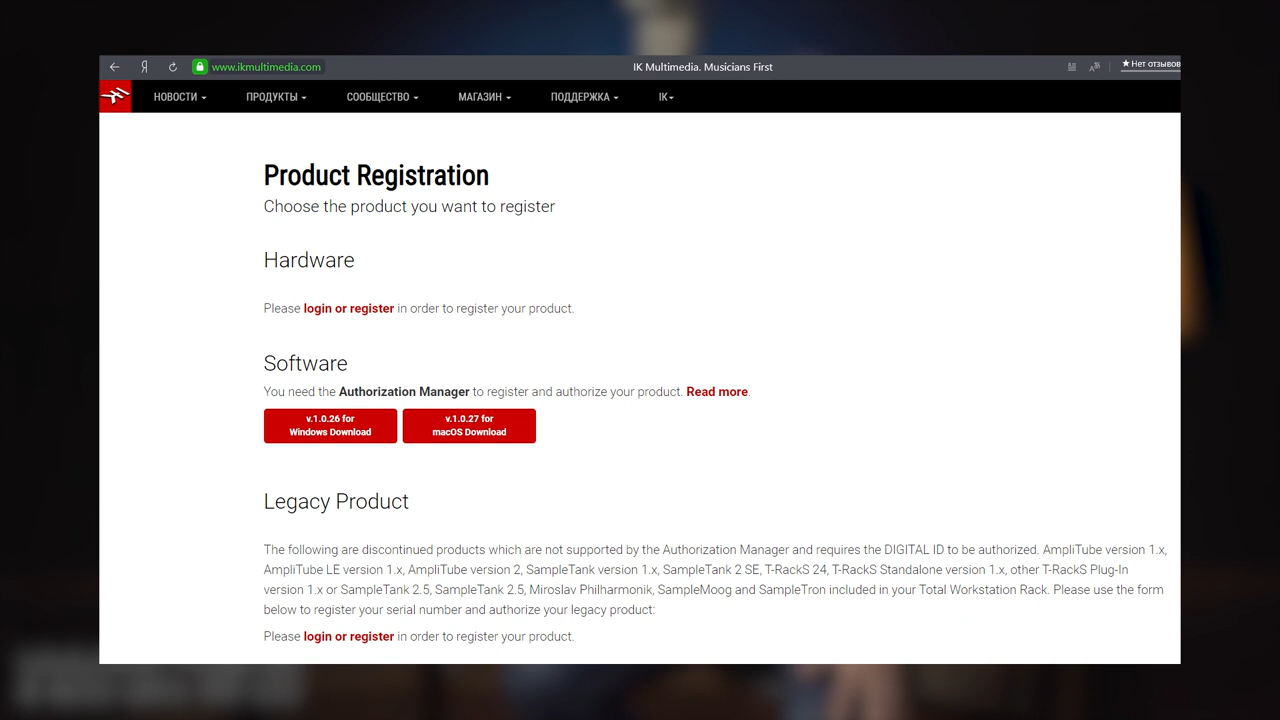 Я
www.ikmultimedia.com
IK Multimedia. Musicians First
★ Нет отзывов
НОВОСТИ
ПРОДУКТЫ
СООБЩЕСТВО
МАГАЗИН
ПОДДЕРЖКА
IK
Product Registration
Choose the product you want to register
Hardware
Please login or register in order to register your product.
Software
You need the Authorization Manager to register and authorize your product. Read more.
v.1.0.26 for
Windows Download
v.1.0.27 for
macOS Download
Legacy Product
The following are discontinued products which are not supported by the Authorization Manager and requires the DIGITAL ID to be authorized. AmpliTube version 1.x,
AmpliTube LE version 1.x, AmpliTube version 2, SampleTank version 1.x, SampleTank 2 SE, T-RackS 24, T-RackS Standalone version 1.x, other T-RackS Plug-In
version 1.x or SampleTank 2.5, SampleTank 2.5, Miroslav Philharmonik, SampleMoog and SampleTron included in your Total Workstation Rack. Please use the form
below to register your serial number and authorize your legacy product:
Please login or register in order to register your product.